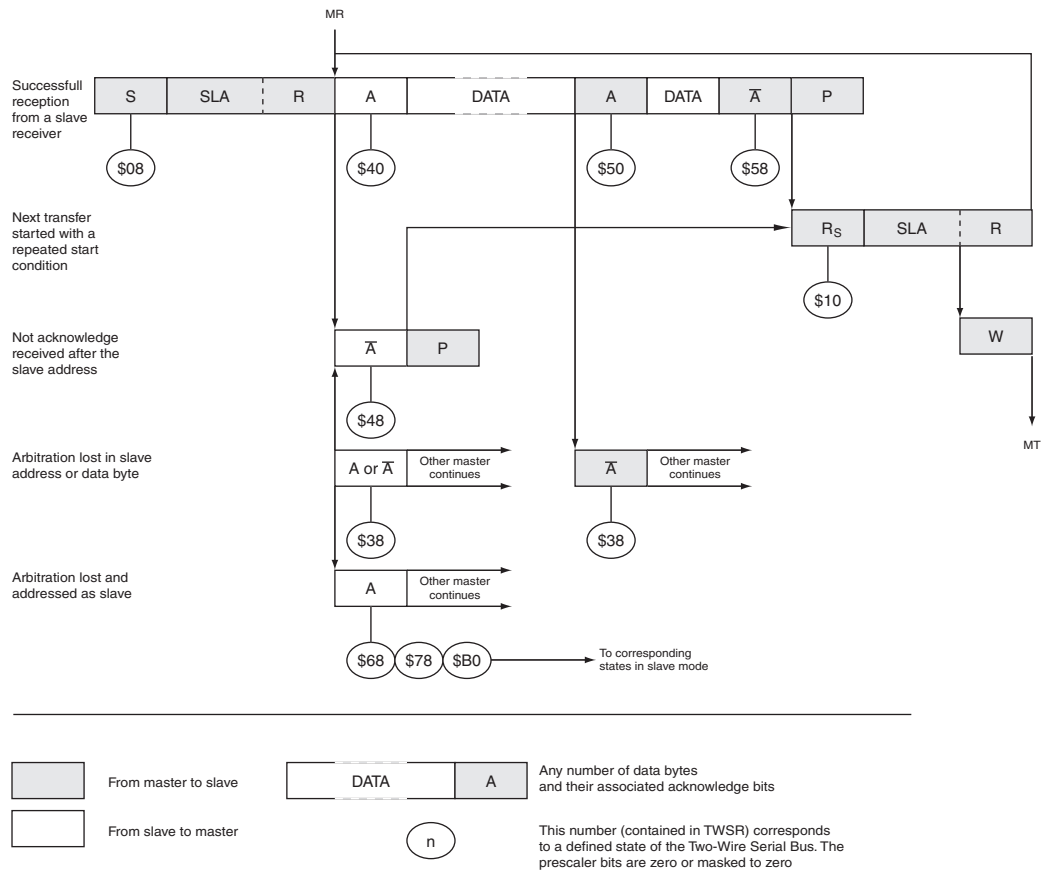 MR
Successfull
reception
from a slave
receiver
S SLA R A DATA A DATA A̅ P
$08 $40 $50 $58
Next transfer
started with a
repeated start
condition
RS SLA R
$10
Not acknowledge
received after the
slave address
A̅ P
W
$48
MT
Arbitration lost in slave
address or data byte
A or A̅
Other master
continues
A̅
Other master
continues
$38 $38
Arbitration lost and
addressed as slave
A
Other master
continues
$68 $78 $B0
To corresponding
states in slave mode
From master to slave
DATA A
Any number of data bytes
and their associated acknowledge bits
From slave to master
n
This number (contained in TWSR) corresponds
to a defined state of the Two-Wire Serial Bus. The
prescaler bits are zero or masked to zero